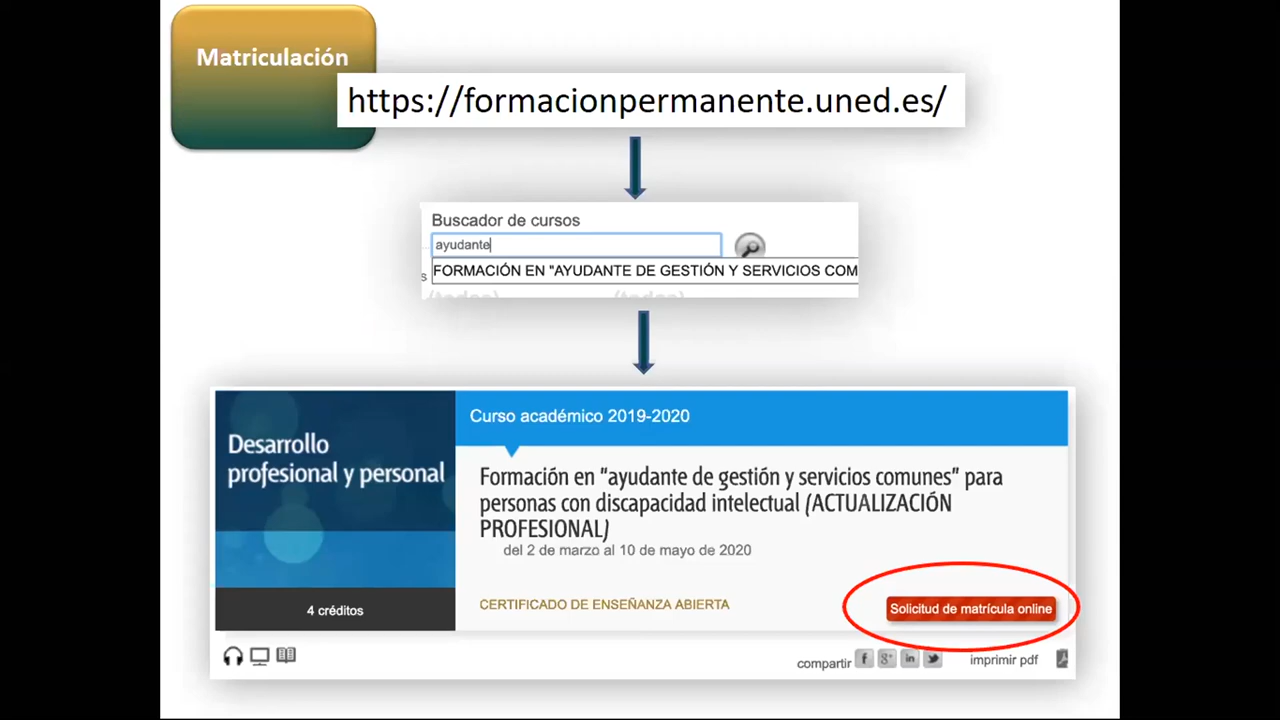 Matriculación
https://formacionpermanente.uned.es/
Buscador de cursos
ayudante
s
FORMACIÓN EN "AYUDANTE DE GESTIÓN Y SERVICIOS COM
Curso académico 2019-2020
Desarrollo
profesional y personal
Formación en "ayudante de gestión y servicios comunes" para
personas con discapacidad intelectual (ACTUALIZACIÓN
PROFESIONAL)
del 2 de marzo al 10 de mayo de 2020
4 créditos
CERTIFICADO DE ENSEÑANZA ABIERTA
Solicitud de matrícula online
compartir
imprimir pdf